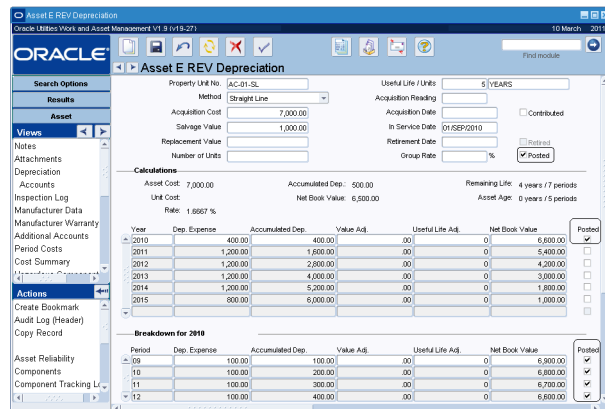 Asset E REV Depreciation
Oracle Utilities Work and Asset Management V1.9 (v19-27) 10 March 2011
ORACLE
Find module
Asset E REV Depreciation
Search Options
Results
Asset
Views
Notes
Attachments
Depreciation
Accounts
Inspection Log
Manufacturer Data
Manufacturer Warranty
Additional Accounts
Period Costs
Cost Summary
Actions
Create Bookmark
Audit Log (Header)
Copy Record
Asset Reliability
Components
Component Tracking Lo
Property Unit No. AC-01-SL Useful Life / Units 5 YEARS
Method Straight Line Acquisition Reading
Acquisition Cost 7,000.00 Acquisition Date Contributed
Salvage Value 1,000.00 In Service Date 01/SEP/2010
Replacement Value Retirement Date Retired
Number of Units Group Rate % Posted
Calculations
Asset Cost: 7,000.00 Accumulated Dep.: 500.00 Remaining Life: 4 years / 7 periods
Unit Cost: Net Book Value: 6,500.00 Asset Age: 0 years / 5 periods
Rate: 1.6667 %
Year Dep. Expense Accumulated Dep. Value Adj. Useful Life Adj. Net Book Value Posted
2010 400.00 400.00 .00 0 6,600.00
2011 1,200.00 1,600.00 .00 0 5,400.00
2012 1,200.00 2,800.00 .00 0 4,200.00
2013 1,200.00 4,000.00 .00 0 3,000.00
2014 1,200.00 5,200.00 .00 0 1,800.00
2015 800.00 6,000.00 .00 0 1,000.00
Breakdown for 2010
Period Dep. Expense Accumulated Dep. Value Adj. Useful Life Adj. Net Book Value Posted
09 100.00 100.00 .00 0 6,900.00
10 100.00 200.00 .00 0 6,800.00
11 100.00 300.00 .00 0 6,700.00
12 100.00 400.00 .00 0 6,600.00